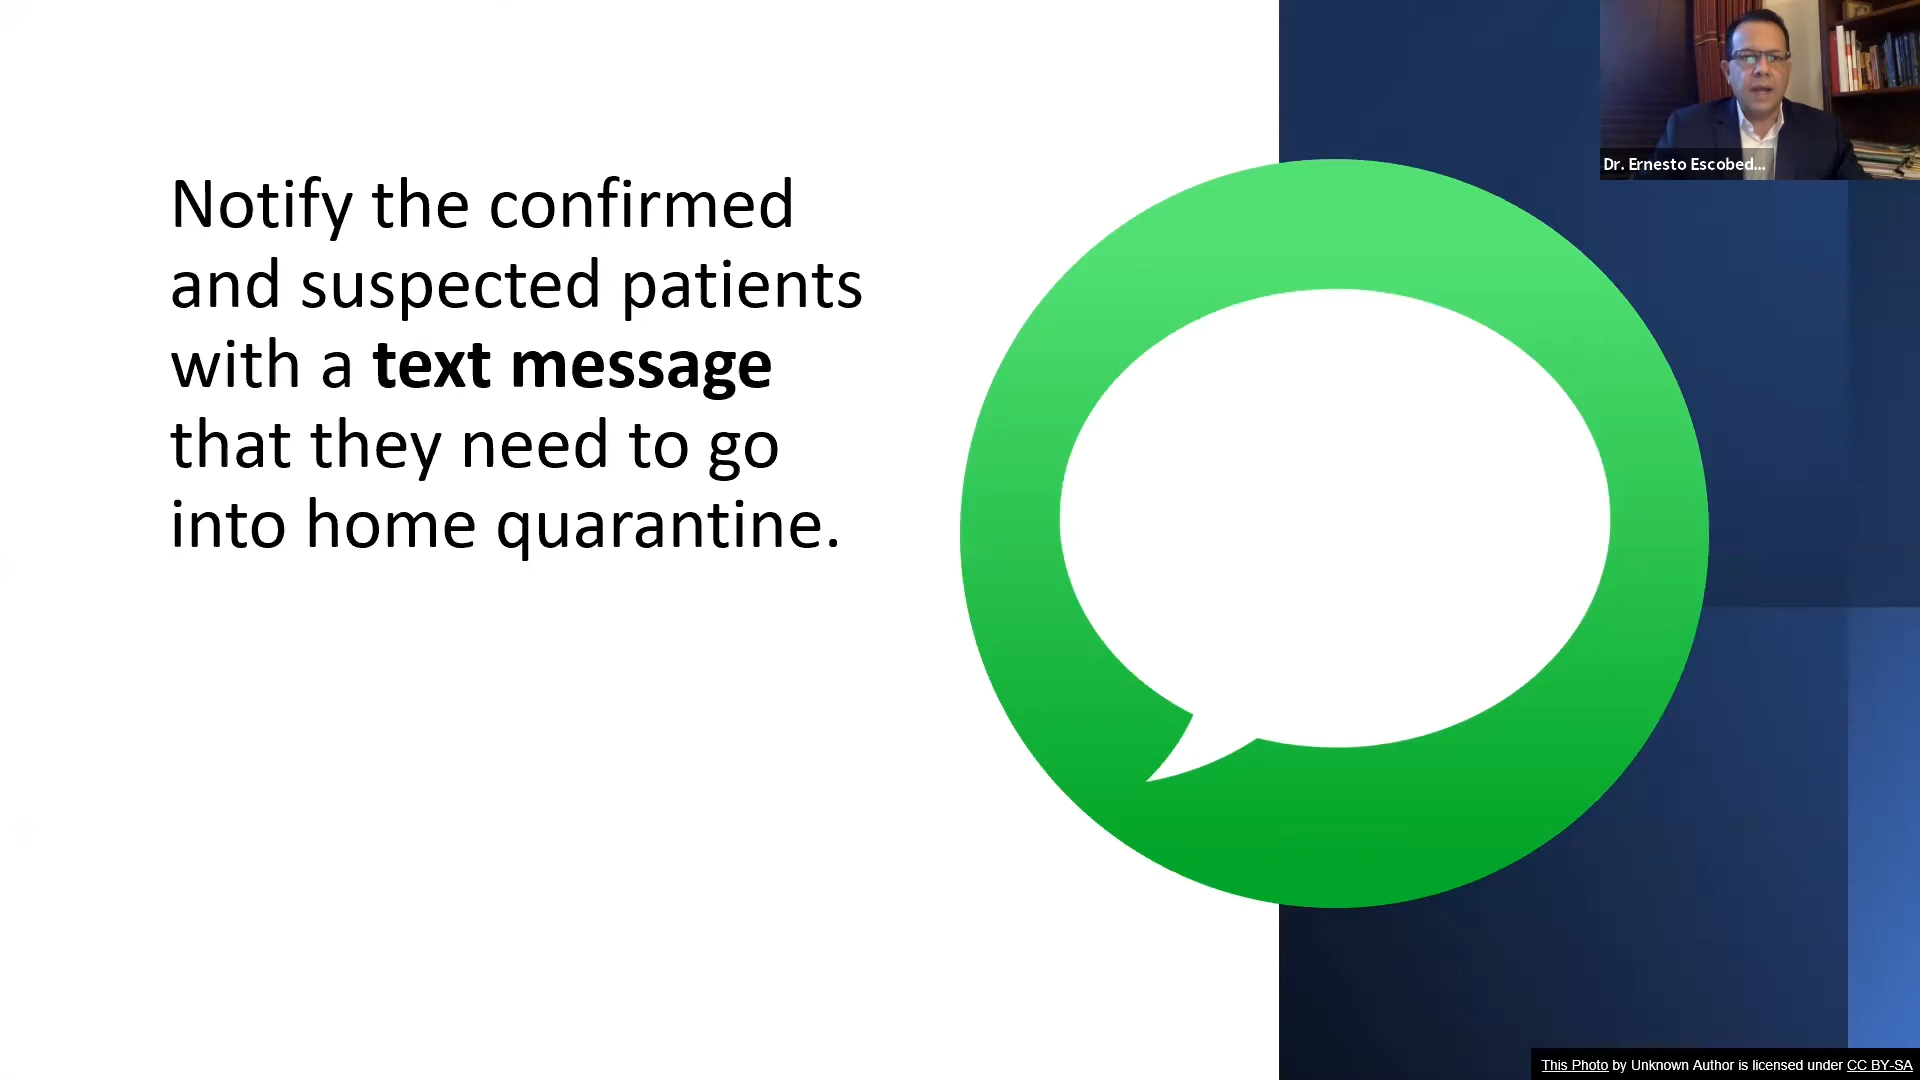 Notify the confirmed
and suspected patients
with a text message
that they need to go
into home quarantine.
Dr. Ernesto Escobed...
This Photo by Unknown Author is licensed under CC BY-SA